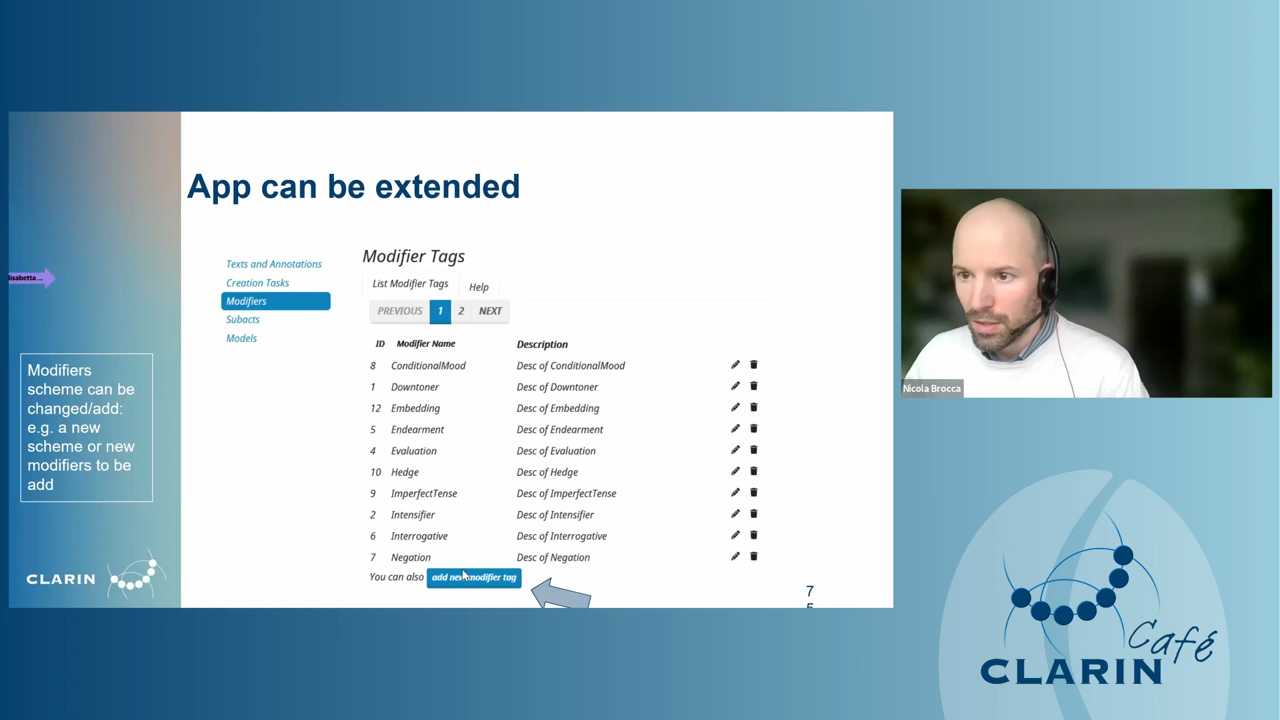 App can be extended
isabetta...
Modifiers
scheme can be
changed/add:
e.g. a new
scheme or new
modifiers to be
add
CLARIN
Texts and Annotations
Creation Tasks
Modifiers
Subacts
Models
Modifier Tags
List Modifier Tags Help
PREVIOUS 1 2 NEXT
ID Modifier Name Description
8 ConditionalMood Desc of ConditionalMood
1 Downtoner Desc of Downtoner
12 Embedding Desc of Embedding
5 Endearment Desc of Endearment
4 Evaluation Desc of Evaluation
10 Hedge Desc of Hedge
9 ImperfectTense Desc of ImperfectTense
2 Intensifier Desc of Intensifier
6 Interrogative Desc of Interrogative
7 Negation Desc of Negation
You can also add new modifier tag
7
5
Nicola Brocca
Café
CLARIN